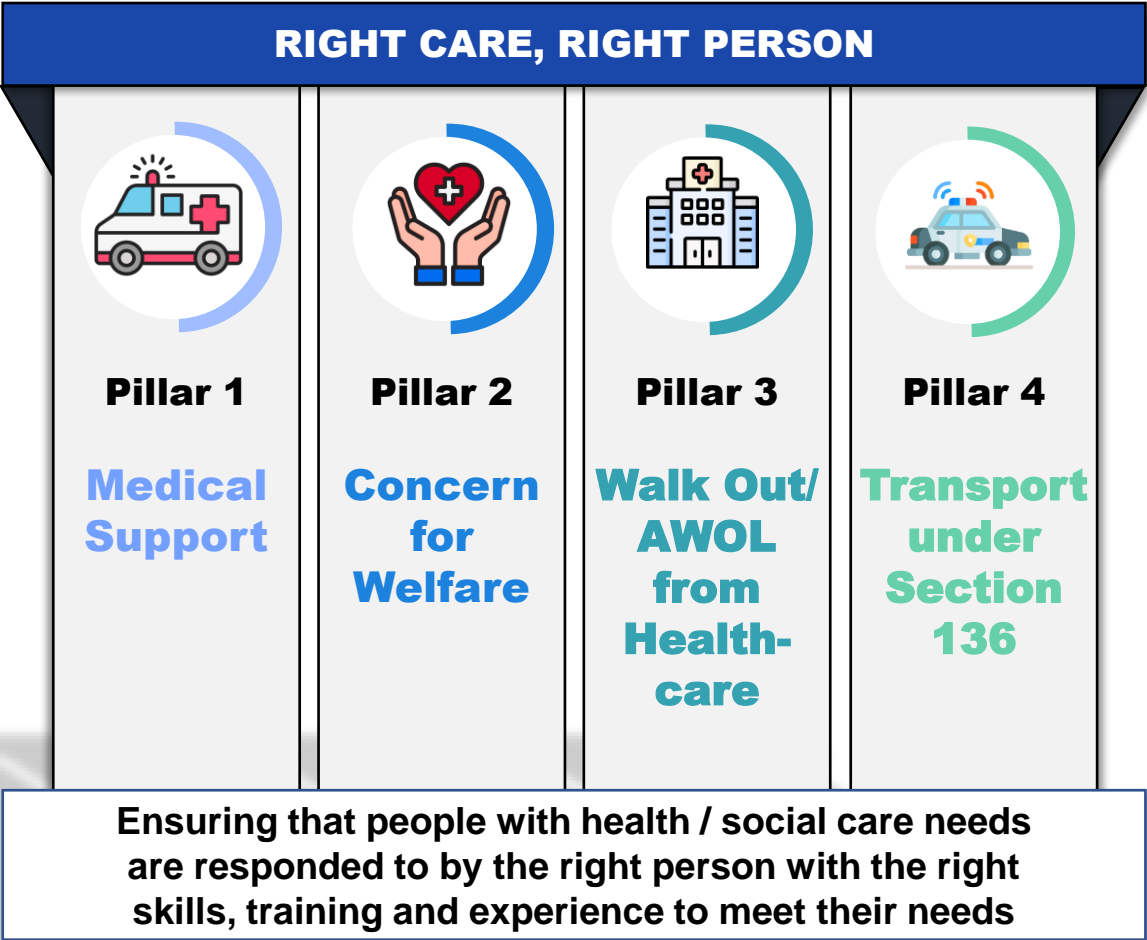 RIGHT CARE, RIGHT PERSON
Pillar 1
Medical
Support
Pillar 2
Concern
for
Welfare
Pillar 3
Walk Out/
AWOL
from
Health-
care
Pillar 4
Transport
under
Section
136
Ensuring that people with health / social care needs
are responded to by the right person with the right
skills, training and experience to meet their needs